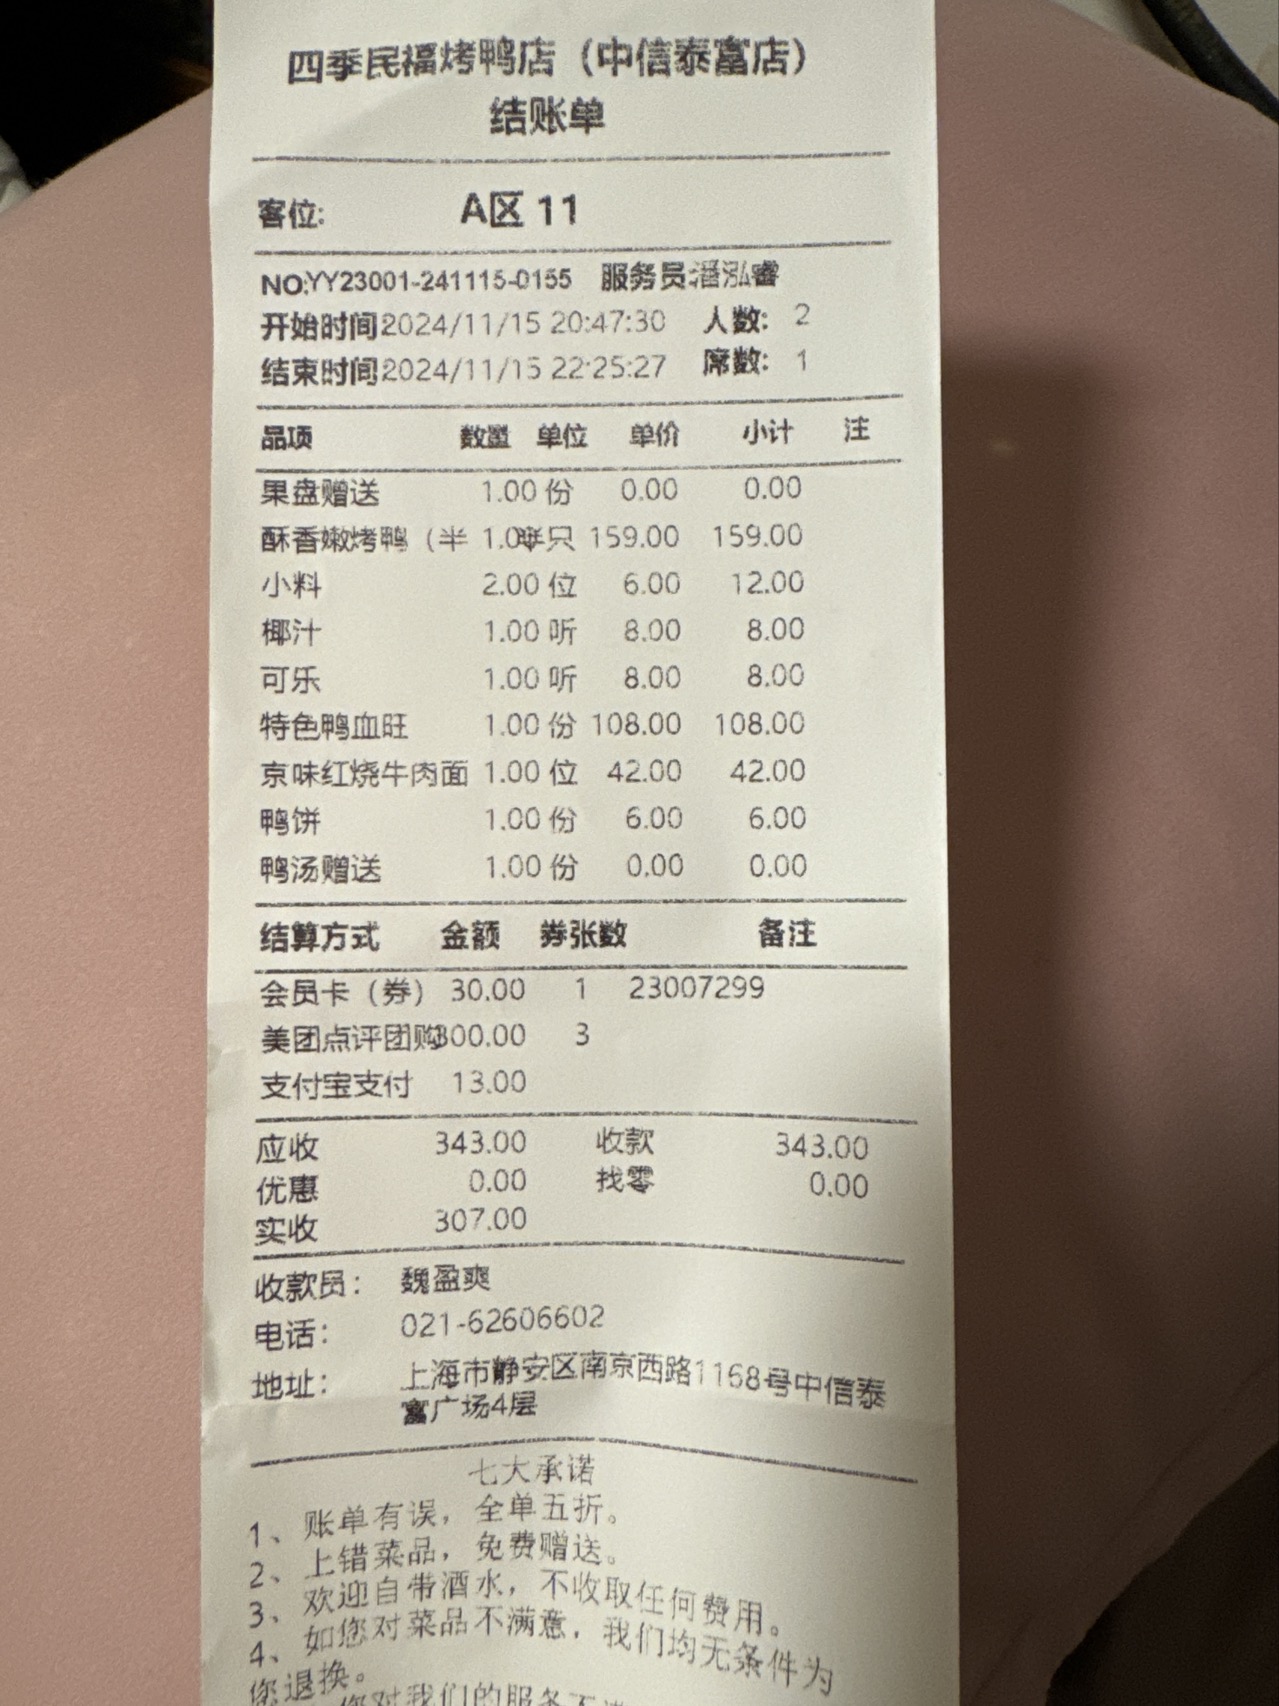 四季民福烤鸭店（中信泰富店）
结账单
客位: A区 11
NO:YY23001-241115-0155 服务员:潘泓睿
开始时间2024/11/15 20:47:30 人数: 2
结束时间2024/11/15 22:25:27 席数: 1
品项 数量 单位 单价 小计 注
果盘赠送 1.00 份 0.00 0.00
酥香嫩烤鸭（半 1.00半只 159.00 159.00
小料 2.00 位 6.00 12.00
椰汁 1.00 听 8.00 8.00
可乐 1.00 听 8.00 8.00
特色鸭血旺 1.00 份 108.00 108.00
京味红烧牛肉面 1.00 位 42.00 42.00
鸭饼 1.00 份 6.00 6.00
鸭汤赠送 1.00 份 0.00 0.00
结算方式 金额 券张数 备注
会员卡（券） 30.00 1 23007299
美团点评团购300.00 3
支付宝支付 13.00
应收 343.00 收款 343.00
优惠 0.00 找零 0.00
实收 307.00
收款员： 魏盈爽
电话： 021-62606602
地址： 上海市静安区南京西路1168号中信泰
富广场4层
七大承诺
1、账单有误，全单五折。
2、上错菜品，免费赠送。
3、欢迎自带酒水，不收取任何费用。
4、如您对菜品不满意，我们均无条件为
您退换。
您对我们的服务不